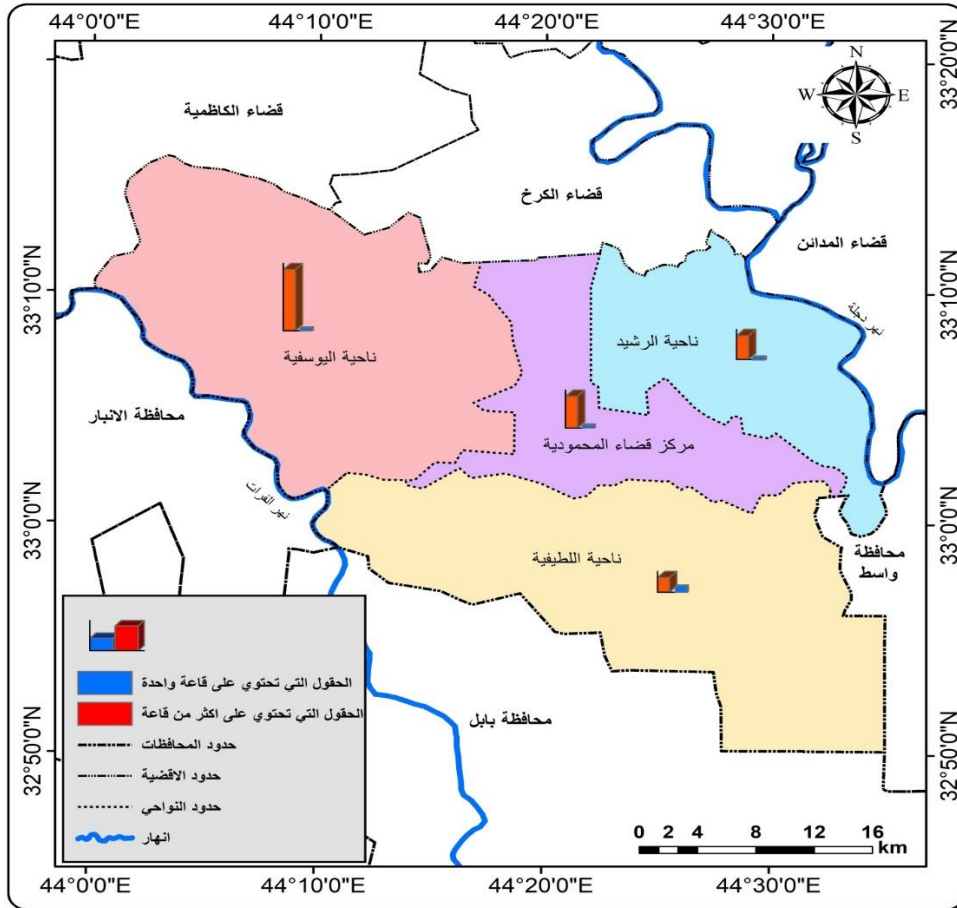 44°0'0"E
44°10'0"E
44°20'0"E
44°30'0"E
33°20'0"N
N
W E
S
قضاء الكاظمية
قضاء الكرخ
قضاء المدائن
33°10'0"N
33°10'0"N
نهر دجلة
ناحية الرشيد
ناحية اليوسفية
محافظة الانبار
مركز قضاء المحمودية
نهر الفرات
33°0'0"N
33°0'0"N
محافظة
واسط
ناحية اللطيفية
الحقول التي تحتوي على قاعة واحدة
الحقول التي تحتوي على اكثر من قاعة
حدود المحافظات
حدود الاقضية
حدود النواحي
انهار
محافظة بابل
32°50'0"N
32°50'0"N
0 2 4 8 12 16
km
44°0'0"E
44°10'0"E
44°20'0"E
44°30'0"E